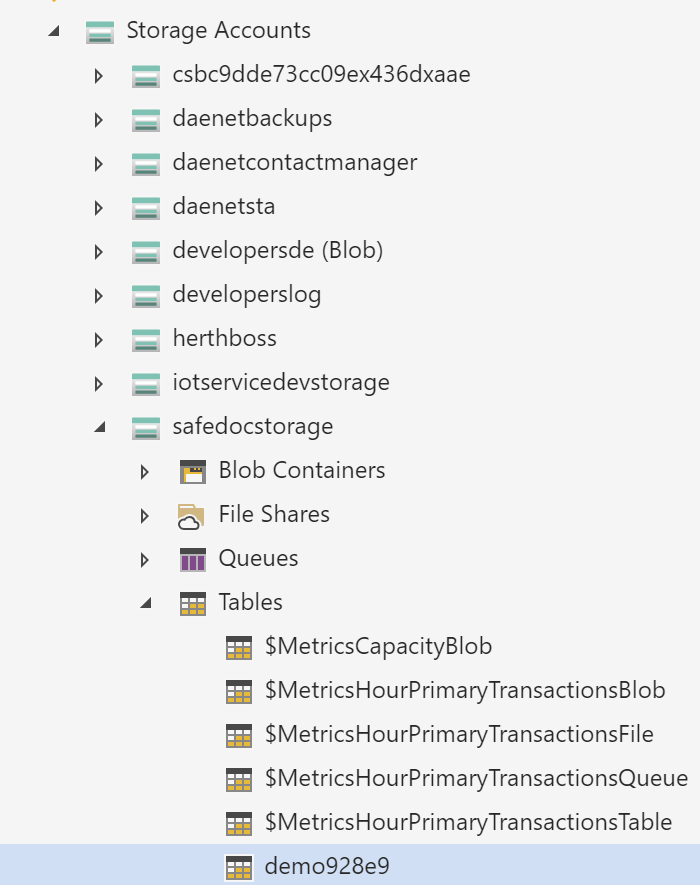 Storage Accounts
csbc9dde73cc09ex436dxaae
daenetbackups
daenetcontactmanager
daenetsta
developersde (Blob)
developerslog
herthboss
iotservicedevstorage
safedocstorage
Blob Containers
File Shares
Queues
Tables
$MetricsCapacityBlob
$MetricsHourPrimaryTransactionsBlob
$MetricsHourPrimaryTransactionsFile
$MetricsHourPrimaryTransactionsQueue
$MetricsHourPrimaryTransactionsTable
demo928e9